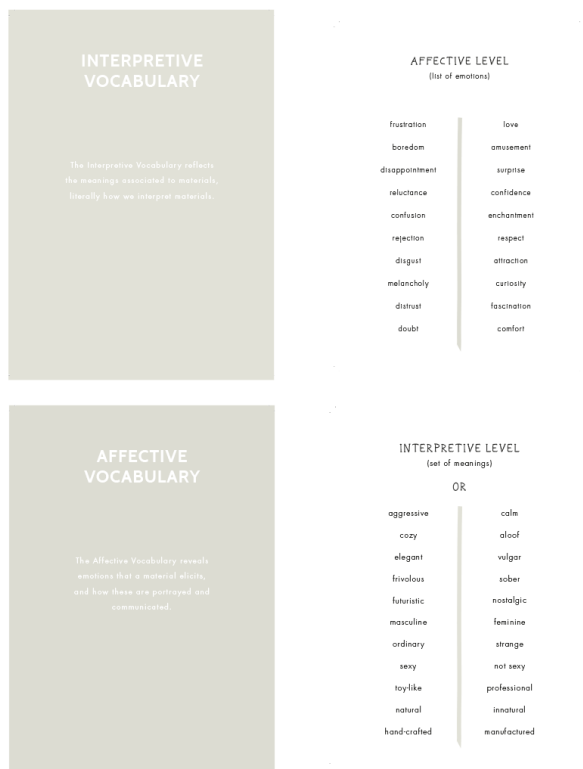 INTERPRETIVE
VOCABULARY
The Interpretive Vocabulary reflects
the meanings associated to materials,
literally how we interpret materials.
AFFECTIVE LEVEL
(list of emotions)
frustration love
boredom amusement
disappointment surprise
reluctance confidence
confusion enchantment
rejection respect
disgust attraction
melancholy curiosity
distrust fascination
doubt comfort
AFFECTIVE
VOCABULARY
The Affective Vocabulary reveals
emotions that a material elicits,
and how these are portrayed and
communicated.
INTERPRETIVE LEVEL
(set of meanings)
OR
aggressive calm
cozy aloof
elegant vulgar
frivolous sober
futuristic nostalgic
masculine feminine
ordinary strange
sexy not sexy
toy-like professional
natural innatural
hand-crafted manufactured